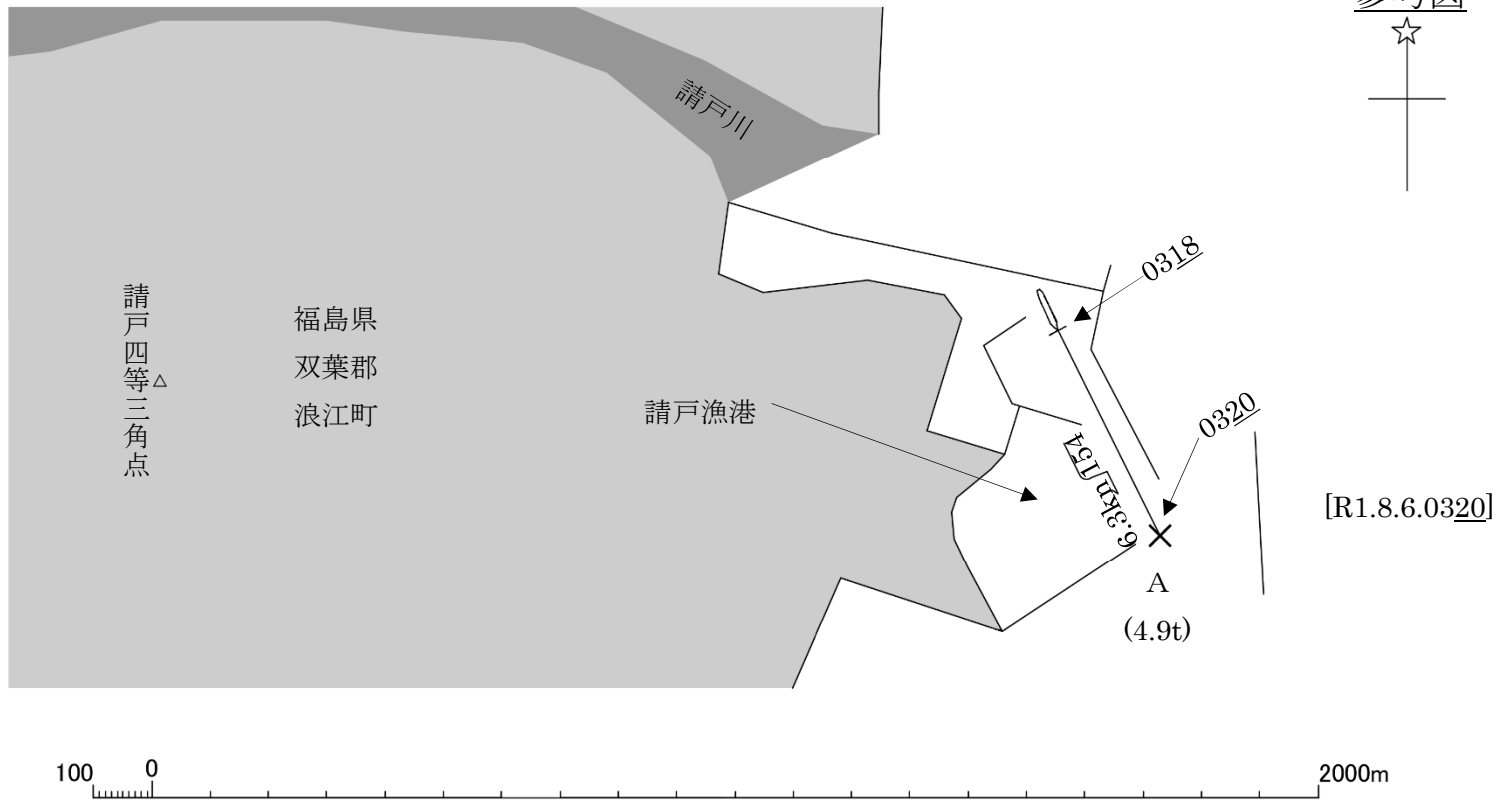 参考図
請戸川
0318
請戸四等三角点
福島県
双葉郡
浪江町
請戸漁港
0320
6.3kn/154
[R1.8.6.0320]
A
(4.9t)
100 0 2000m